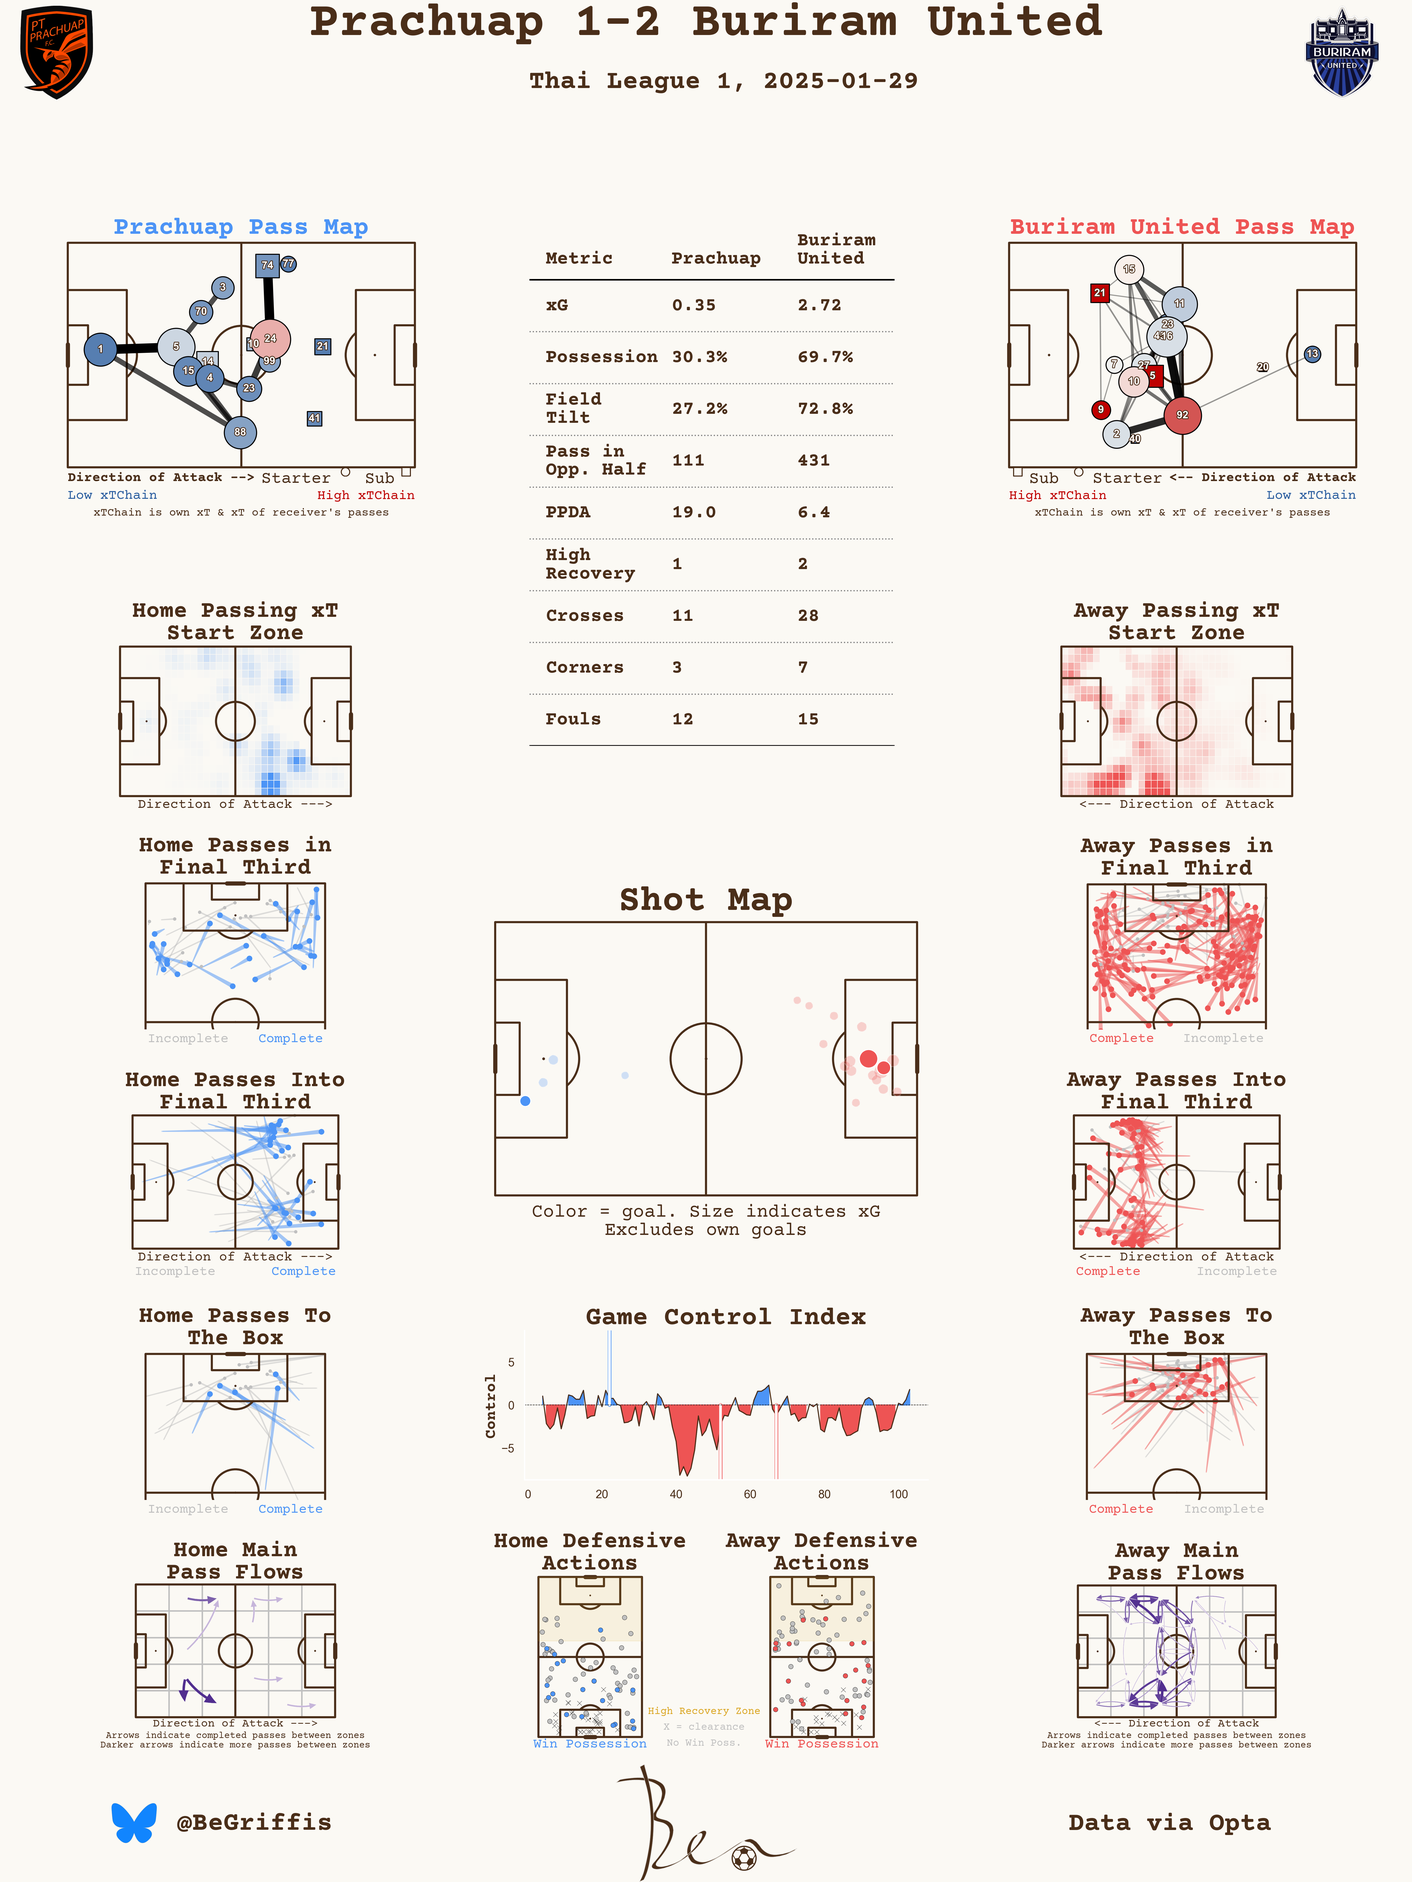 Prachuap 1-2 Buriram United
Thai League 1, 2025-01-29
PT
PRACHUAP
F.C.
BURIRAM
UNITED
Prachuap Pass Map
74
77
3
70
1
5
14
10
24
99
21
15
4
23
41
88
Direction of Attack --> Starter Sub
Low xTChain High xTChain
xTChain is own xT & xT of receiver's passes
Metric Prachuap Buriram United
xG 0.35 2.72
Possession 30.3% 69.7%
Field Tilt 27.2% 72.8%
Pass in Opp. Half 111 431
PPDA 19.0 6.4
High Recovery 1 2
Crosses 11 28
Corners 3 7
Fouls 12 15
Buriram United Pass Map
15
21
11
23
16
7
27
5
10
9
92
2
40
20
13
Sub Starter <-- Direction of Attack
High xTChain Low xTChain
xTChain is own xT & xT of receiver's passes
Home Passing xT
Start Zone
Direction of Attack --->
Away Passing xT
Start Zone
<--- Direction of Attack
Home Passes in
Final Third
Incomplete Complete
Away Passes in
Final Third
Complete Incomplete
Shot Map
Color = goal. Size indicates xG
Excludes own goals
Home Passes Into
Final Third
Direction of Attack --->
Incomplete Complete
Away Passes Into
Final Third
<--- Direction of Attack
Complete Incomplete
Home Passes To
The Box
Incomplete Complete
Game Control Index
Control
5
0
−5
0 20 40 60 80 100
Away Passes To
The Box
Complete Incomplete
Home Main
Pass Flows
Direction of Attack --->
Arrows indicate completed passes between zones
Darker arrows indicate more passes between zones
Home Defensive
Actions
Win Possession
High Recovery Zone
X = clearance
No Win Poss.
Away Defensive
Actions
Win Possession
Away Main
Pass Flows
<--- Direction of Attack
Arrows indicate completed passes between zones
Darker arrows indicate more passes between zones
@BeGriffis
Ben
Data via Opta